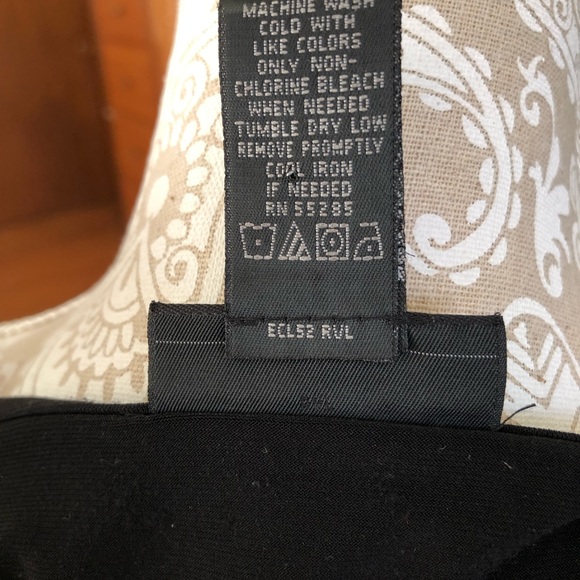 MACHINE WASH
COLD WITH
LIKE COLORS
ONLY NON-
CHLORINE BLEACH
WHEN NEEDED
TUMBLE DRY LOW
REMOVE PROMPTLY
COOL IRON
IF NEEDED
RN 55285
ECL52 RVL